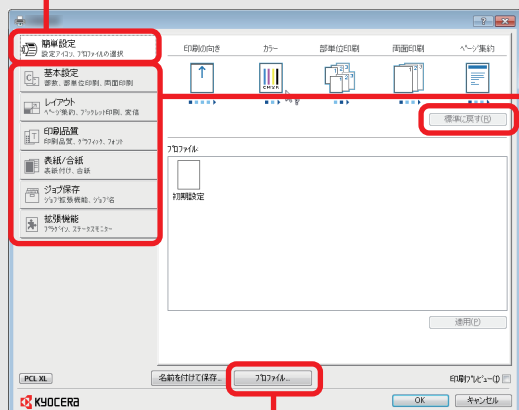 簡単設定
設定アイコン, プロファイルの選択
基本設定
部数, 部単位印刷, 両面印刷
レイアウト
ページ集約, ブックレット印刷, 変倍
印刷品質
印刷品質, グラフィック, フォント
表紙/合紙
表紙付け, 合紙
ジョブ保存
ジョブ拡張機能, ジョブ名
拡張機能
プラグイン, ステータスモニター
印刷の向き
カラー
部単位印刷
両面印刷
ページ集約
CMYK
1 2 3
1 2 3
標準に戻す(R)
プロファイル:
初期設定
適用(P)
PCL XL
名前を付けて保存...
プロファイル...
印刷プレビュー(I)
KYOCERA
OK
キャンセル